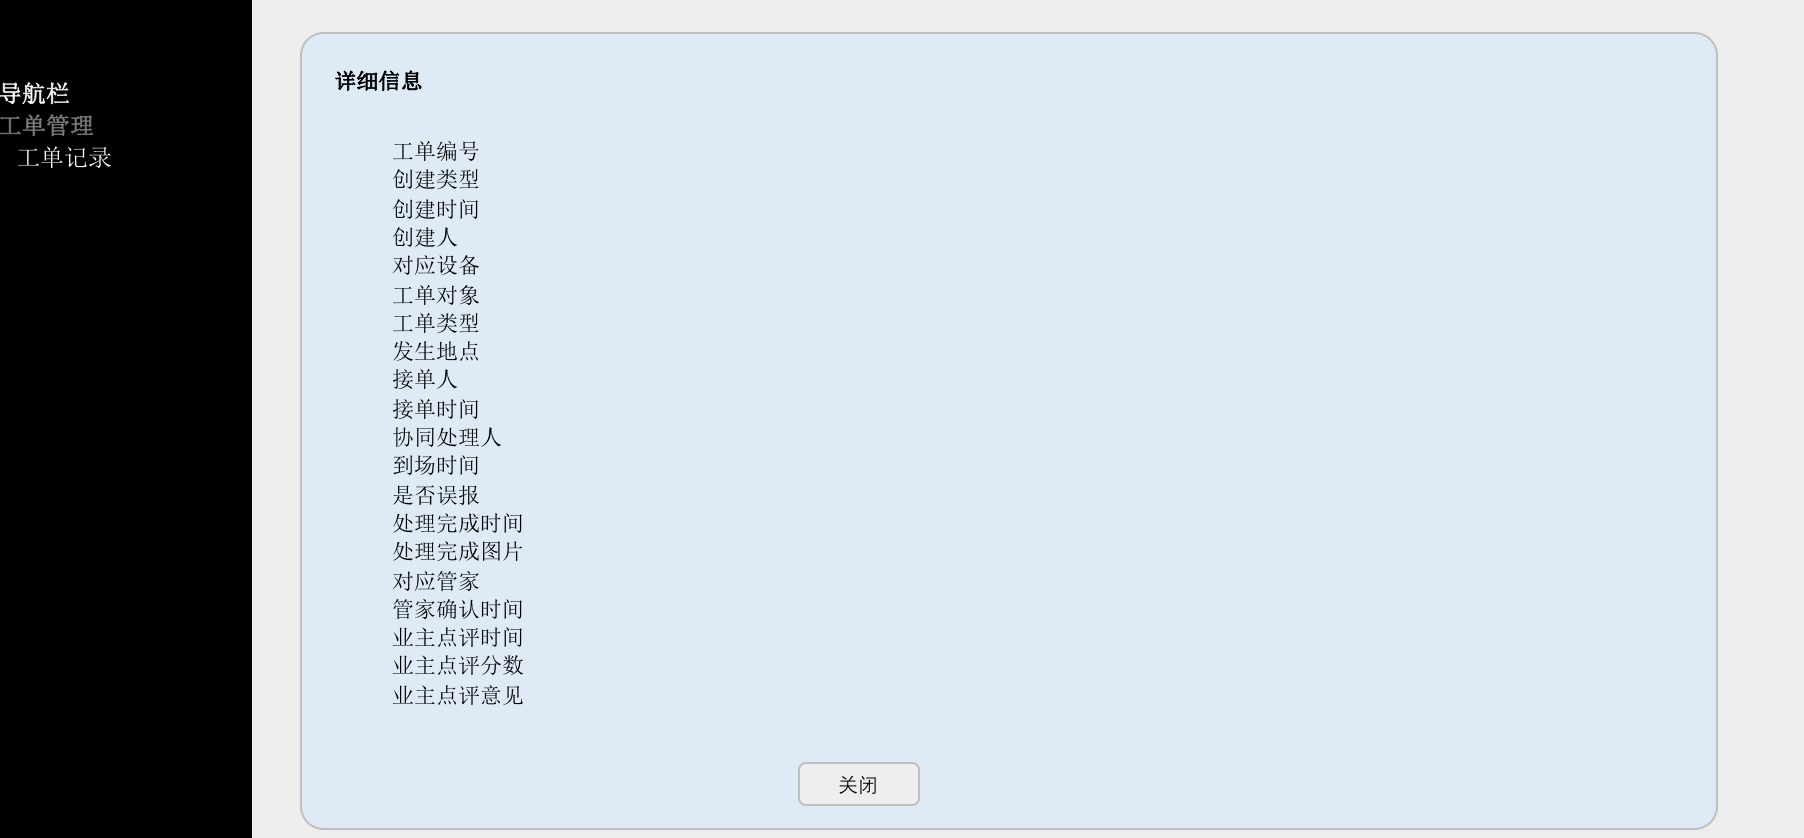 导航栏
工单管理
工单记录
详细信息
工单编号
创建类型
创建时间
创建人
对应设备
工单对象
工单类型
发生地点
接单人
接单时间
协同处理人
到场时间
是否误报
处理完成时间
处理完成图片
对应管家
管家确认时间
业主点评时间
业主点评分数
业主点评意见
关闭